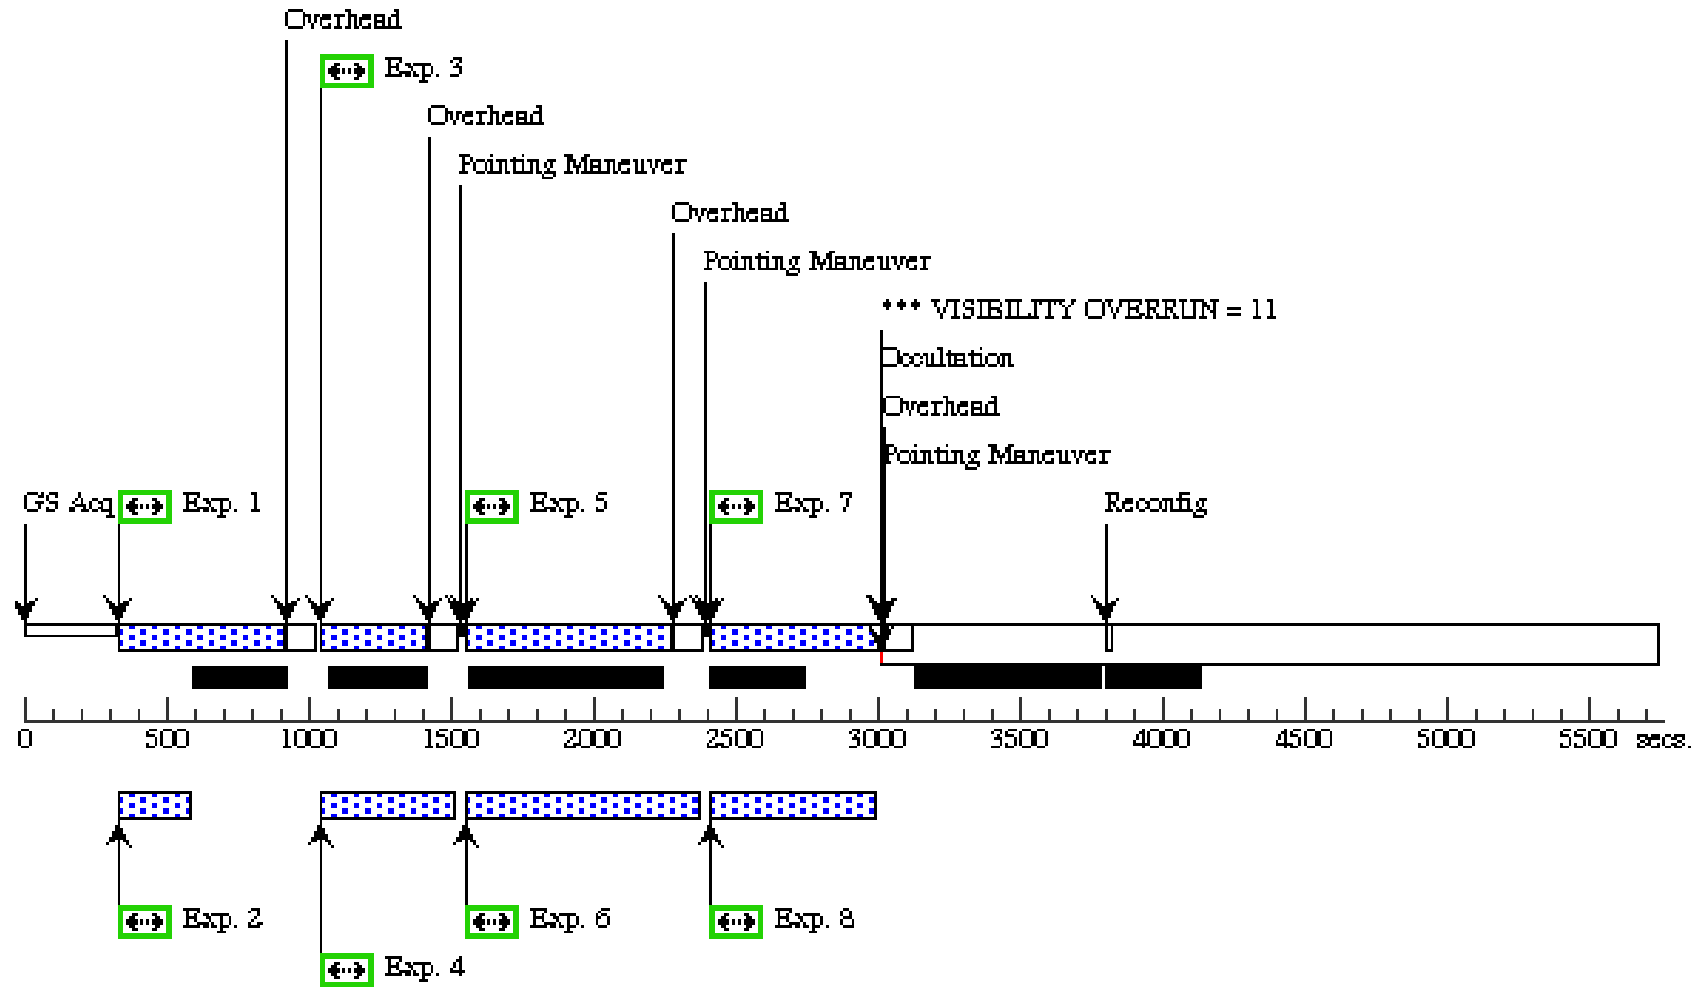 Overhead
Exp. 3
Overhead
Pointing Maneuver
Overhead
Pointing Maneuver
*** VISIBILITY OVERRUN = 11
Occultation
Overhead
Pointing Maneuver
GS Acq Exp. 1 Exp. 5 Exp. 7 Reconfig
0 500 1000 1500 2000 2500 3000 3500 4000 4500 5000 5500 secs.
Exp. 2 Exp. 6 Exp. 8
Exp. 4